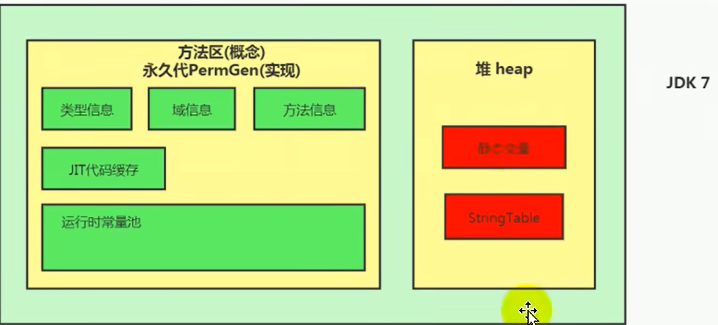 方法区(概念)
永久代PermGen(实现)
类型信息
域信息
方法信息
JIT代码缓存
运行时常量池
堆 heap
静态变量
StringTable
JDK 7